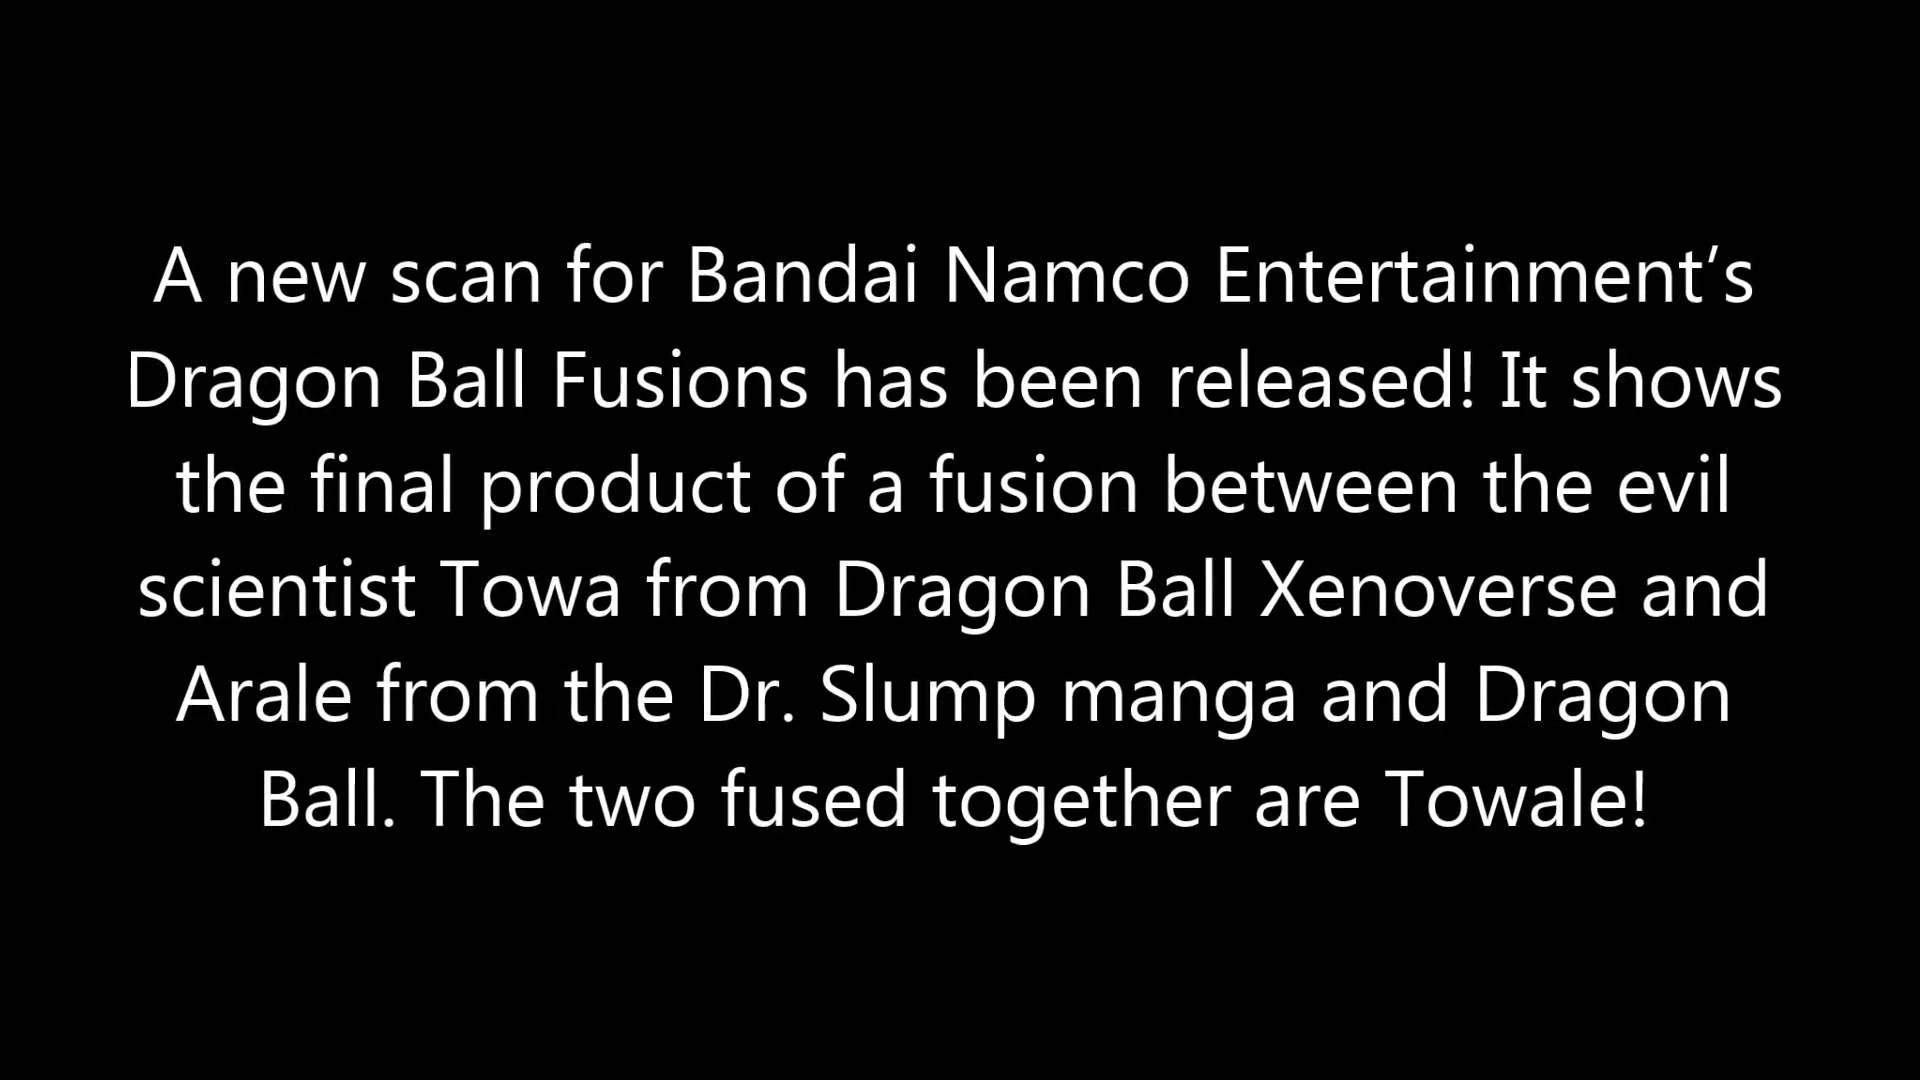 A new scan for Bandai Namco Entertainment’s
Dragon Ball Fusions has been released! It shows
the final product of a fusion between the evil
scientist Towa from Dragon Ball Xenoverse and
Arale from the Dr. Slump manga and Dragon
Ball. The two fused together are Towale!